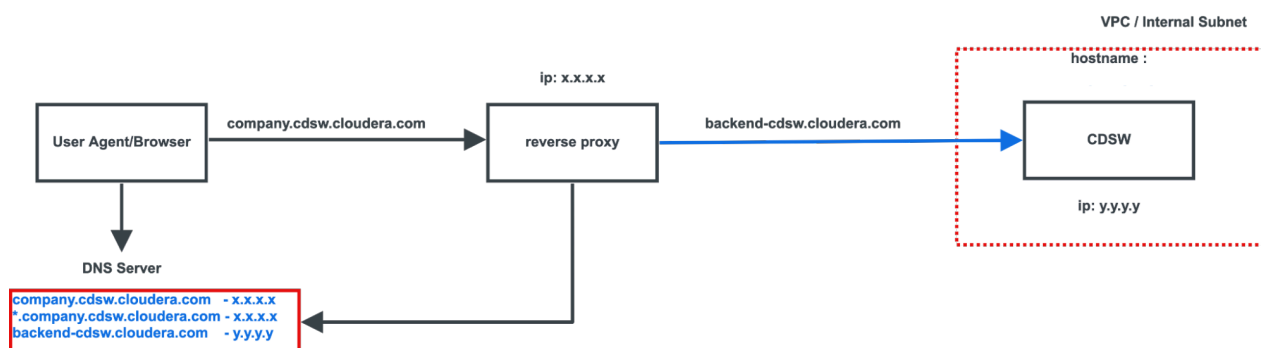 VPC / Internal Subnet
hostname :
ip: x.x.x.x
User Agent/Browser
company.cdsw.cloudera.com
reverse proxy
backend-cdsw.cloudera.com
CDSW
ip: y.y.y.y
DNS Server
company.cdsw.cloudera.com - x.x.x.x
*.company.cdsw.cloudera.com - x.x.x.x
backend-cdsw.cloudera.com - y.y.y.y